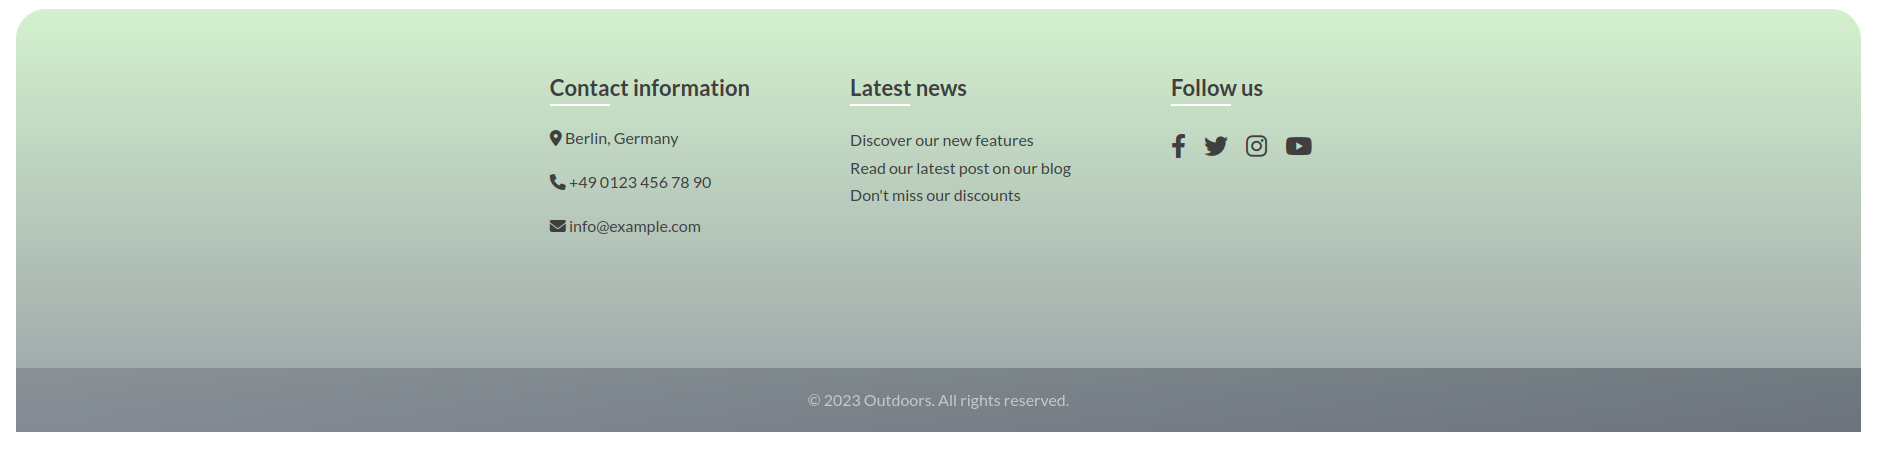 Contact information
Berlin, Germany
+49 0123 456 78 90
info@example.com
Latest news
Discover our new features
Read our latest post on our blog
Don't miss our discounts
Follow us
© 2023 Outdoors. All rights reserved.